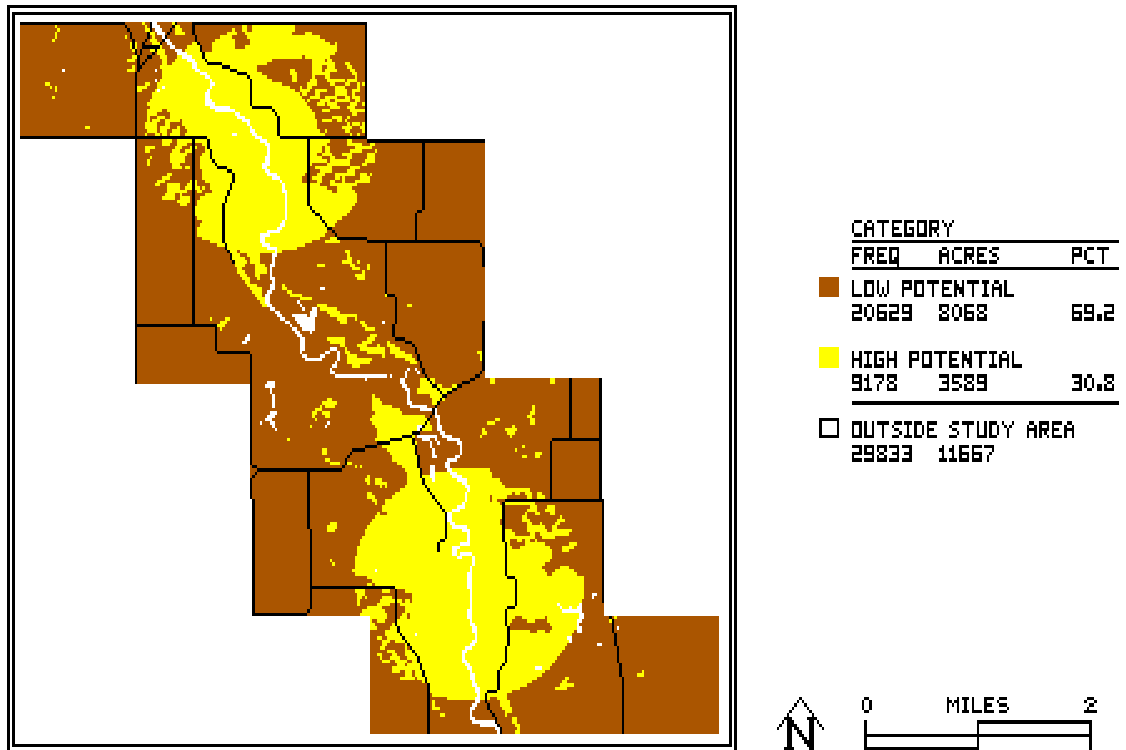 CATEGORY
FREQ ACRES PCT
LOW POTENTIAL
20629 8068 69.2
HIGH POTENTIAL
9178 3589 30.8
OUTSIDE STUDY AREA
29833 11667
N
0 MILES 2